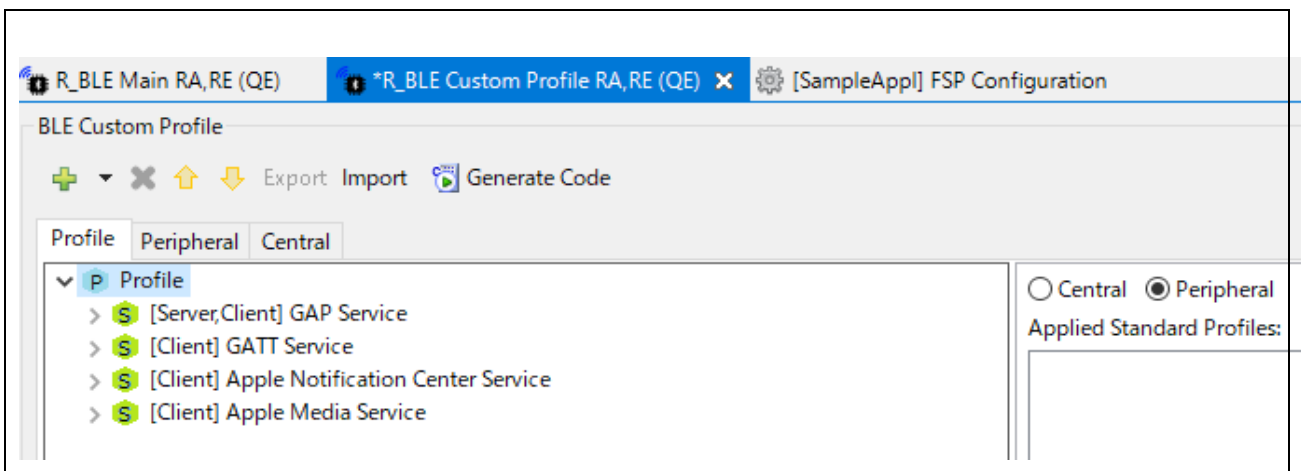 R_BLE Main RA,RE (QE) *R_BLE Custom Profile RA,RE (QE) [SampleAppl] FSP Configuration
BLE Custom Profile
Export Import Generate Code
Profile Peripheral Central
P Profile
S [Server,Client] GAP Service
S [Client] GATT Service
S [Client] Apple Notification Center Service
S [Client] Apple Media Service
Central Peripheral
Applied Standard Profiles: